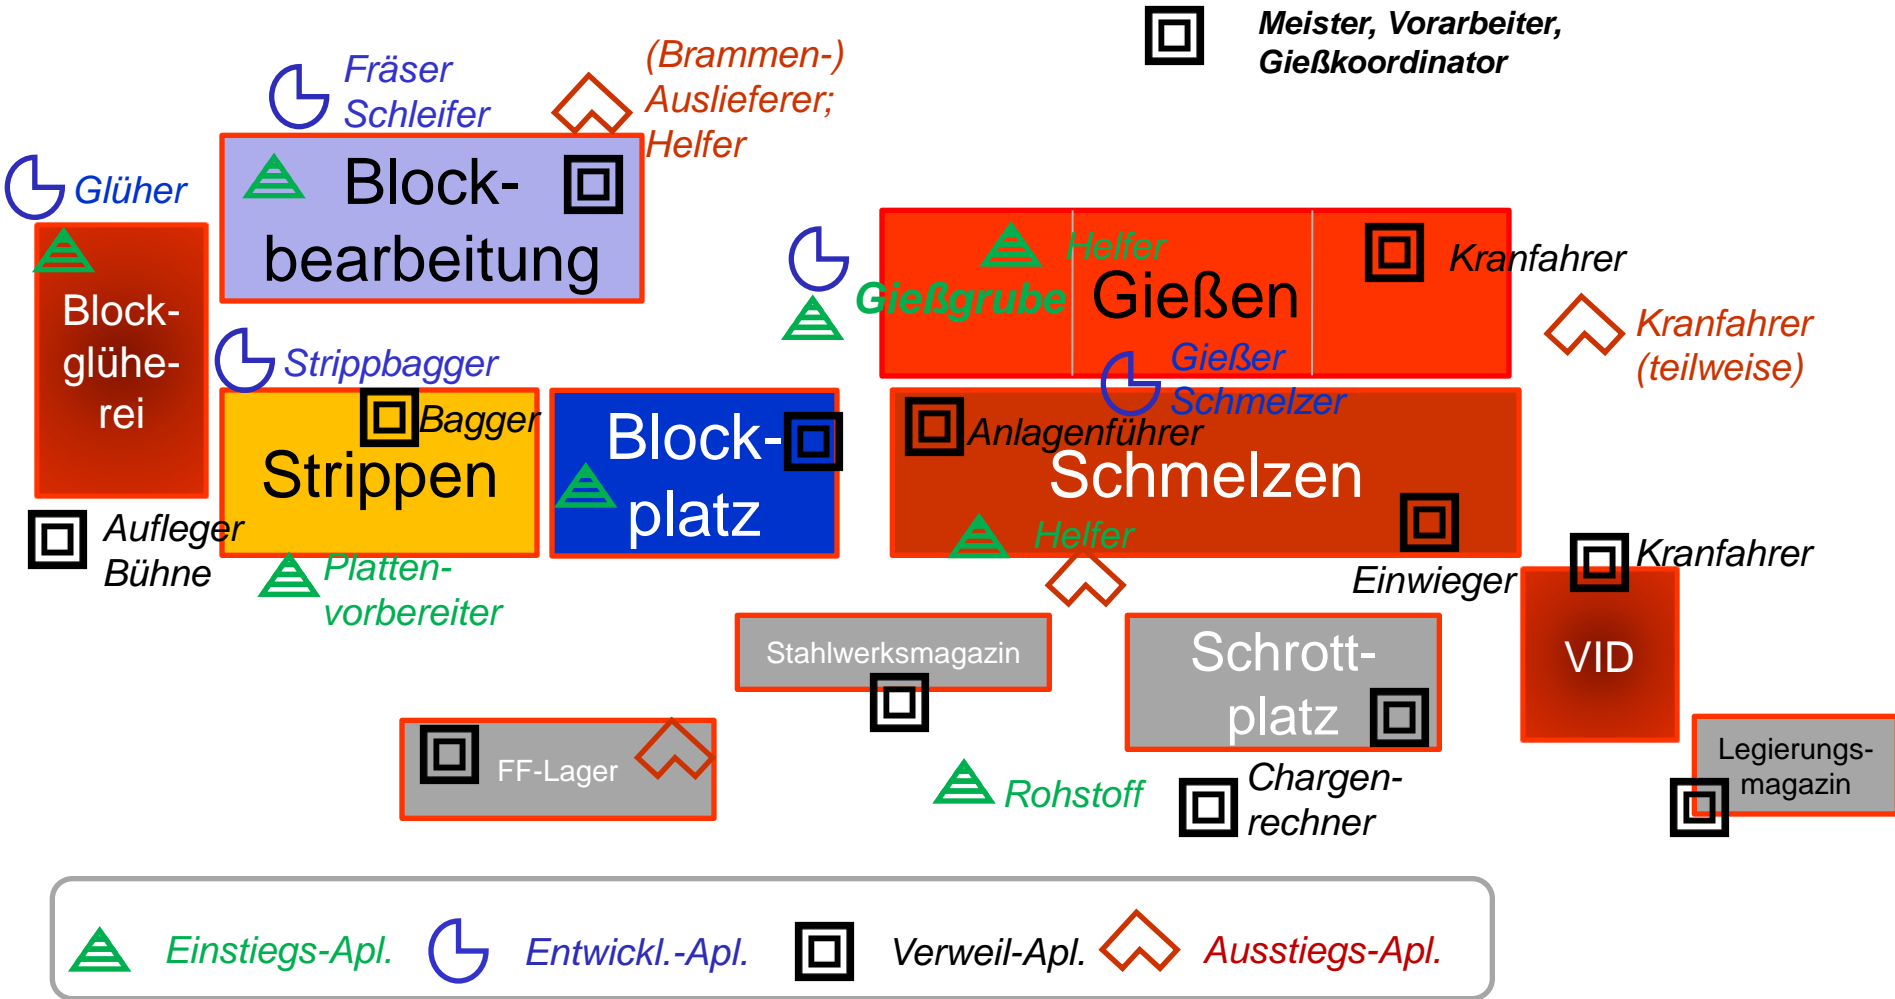 Meister, Vorarbeiter,
Gießkoordinator
Fräser
Schleifer
(Brammen-)
Auslieferer;
Helfer
Glüher
Block-
bearbeitung
Block-
glühe-
rei
Helfer
Gießgrube
Gießen
Kranfahrer
Kranfahrer
(teilweise)
Gießer
Schmelzer
Strippbagger
Bagger
Strippen
Block-
platz
Anlagenführer
Schmelzen
Helfer
Einwieger
Aufleger
Bühne
Platten-
vorbereiter
Kranfahrer
VID
Stahlwerksmagazin
Schrott-
platz
FF-Lager
Rohstoff
Chargen-
rechner
Legierungs-
magazin
Einstiegs-Apl.
Entwickl.-Apl.
Verweil-Apl.
Ausstiegs-Apl.